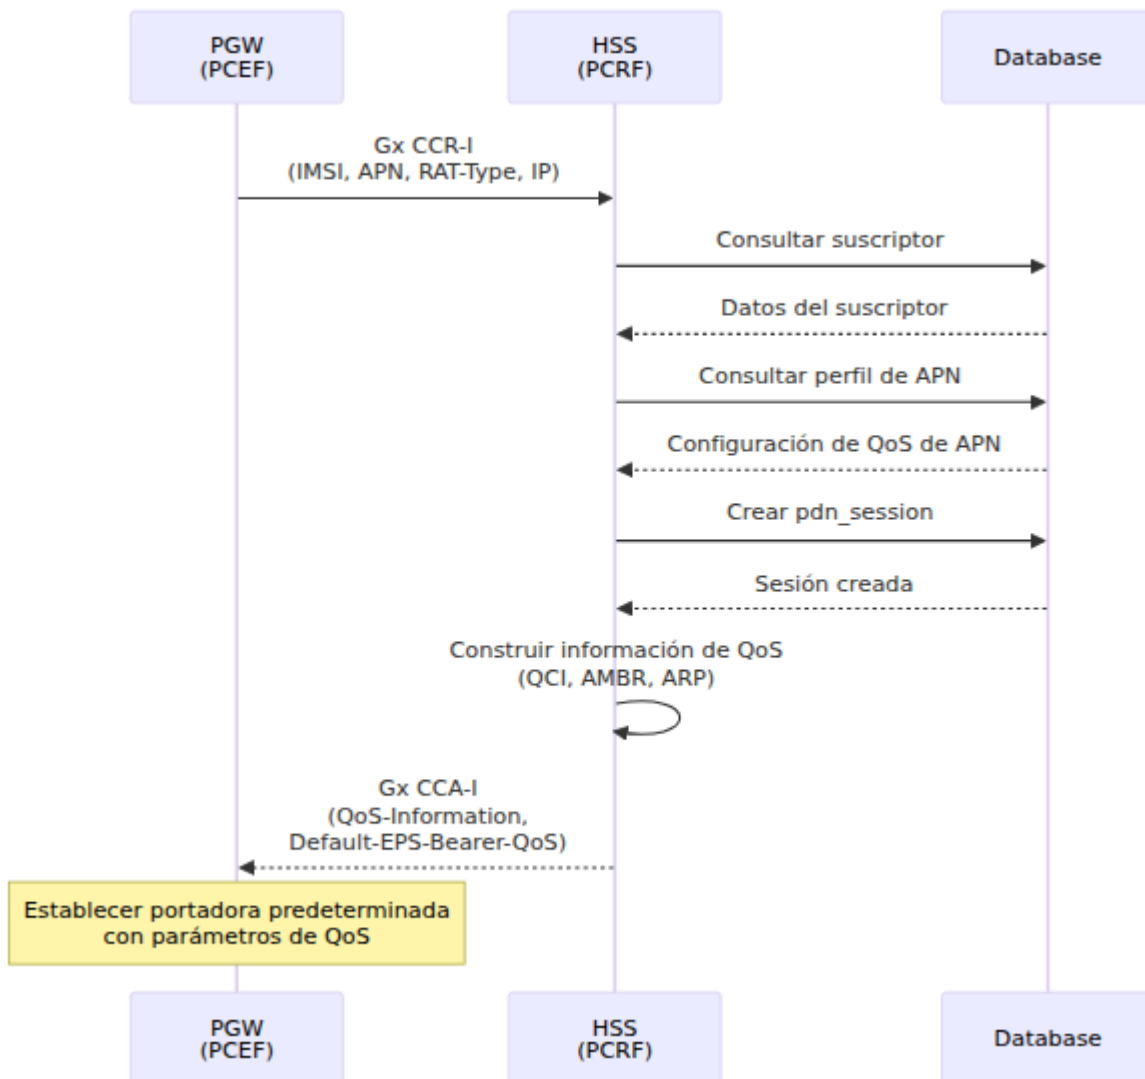 PGW
(PCEF)
HSS
(PCRF)
Database
Gx CCR-I
(IMSI, APN, RAT-Type, IP)
Consultar suscriptor
Datos del suscriptor
Consultar perfil de APN
Configuración de QoS de APN
Crear pdn_session
Sesión creada
Construir información de QoS
(QCI, AMBR, ARP)
Gx CCA-I
(QoS-Information,
Default-EPS-Bearer-QoS)
Establecer portadora predeterminada
con parámetros de QoS
PGW
(PCEF)
HSS
(PCRF)
Database